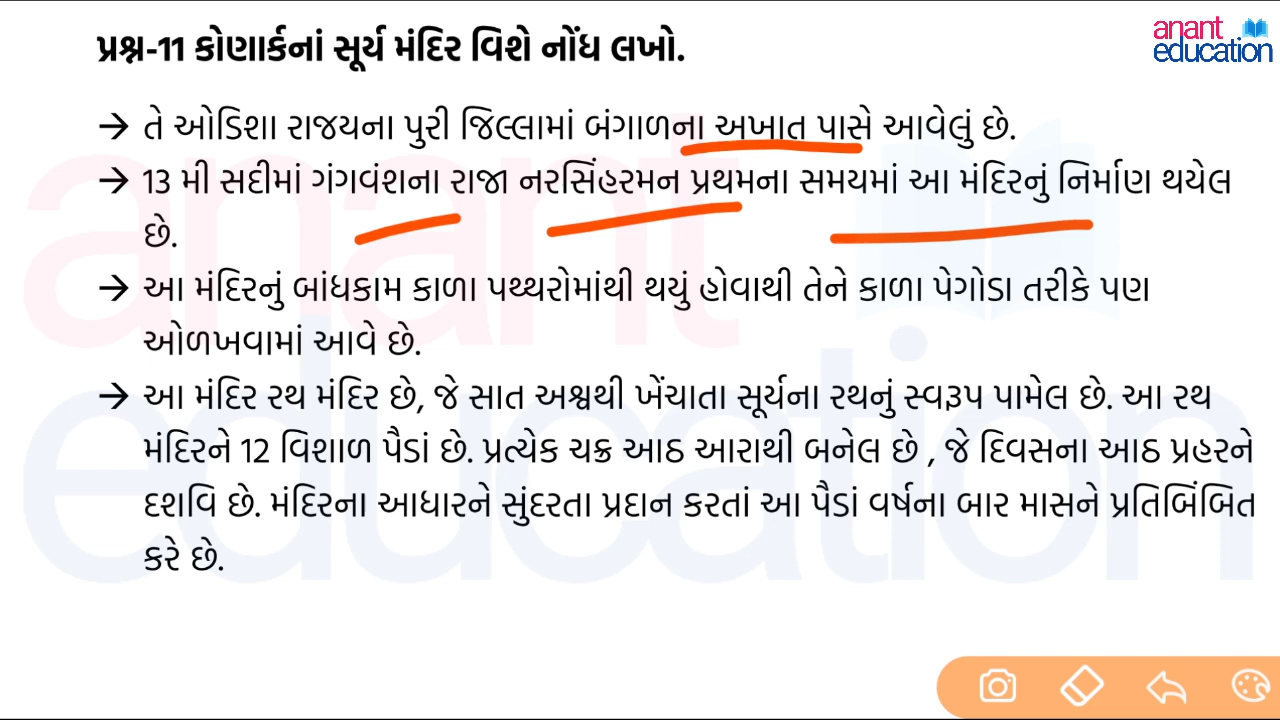 પ્રશ્ન-11 કોણાર્કનાં સૂર્ય મંદિર વિશે નોંધ લખો.
anant
education
→ તે ઓડિશા રાજયના પુરી જિલ્લામાં બંગાળના અખાત પાસે આવેલું છે.
→ 13 મી સદીમાં ગંગવંશના રાજા નરસિંહરમન પ્રથમના સમયમાં આ મંદિરનું નિર્માણ થયેલ
છે.
→ આ મંદિરનું બાંધકામ કાળા પથ્થરોમાંથી થયું હોવાથી તેને કાળા પેગોડા તરીકે પણ
ઓળખવામાં આવે છે.
→ આ મંદિર રથ મંદિર છે, જે સાત અશ્વથી ખેંચાતા સૂર્યના રથનું સ્વરૂપ પામેલ છે. આ રથ
મંદિરને 12 વિશાળ પૈડાં છે. પ્રત્યેક ચક્ર આઠ આરાથી બનેલ છે , જે દિવસના આઠ પ્રહરને
દશવિ છે. મંદિરના આધારને સુંદરતા પ્રદાન કરતાં આ પૈડાં વર્ષના બાર માસને પ્રતિબિંબિત
કરે છે.
anant
education